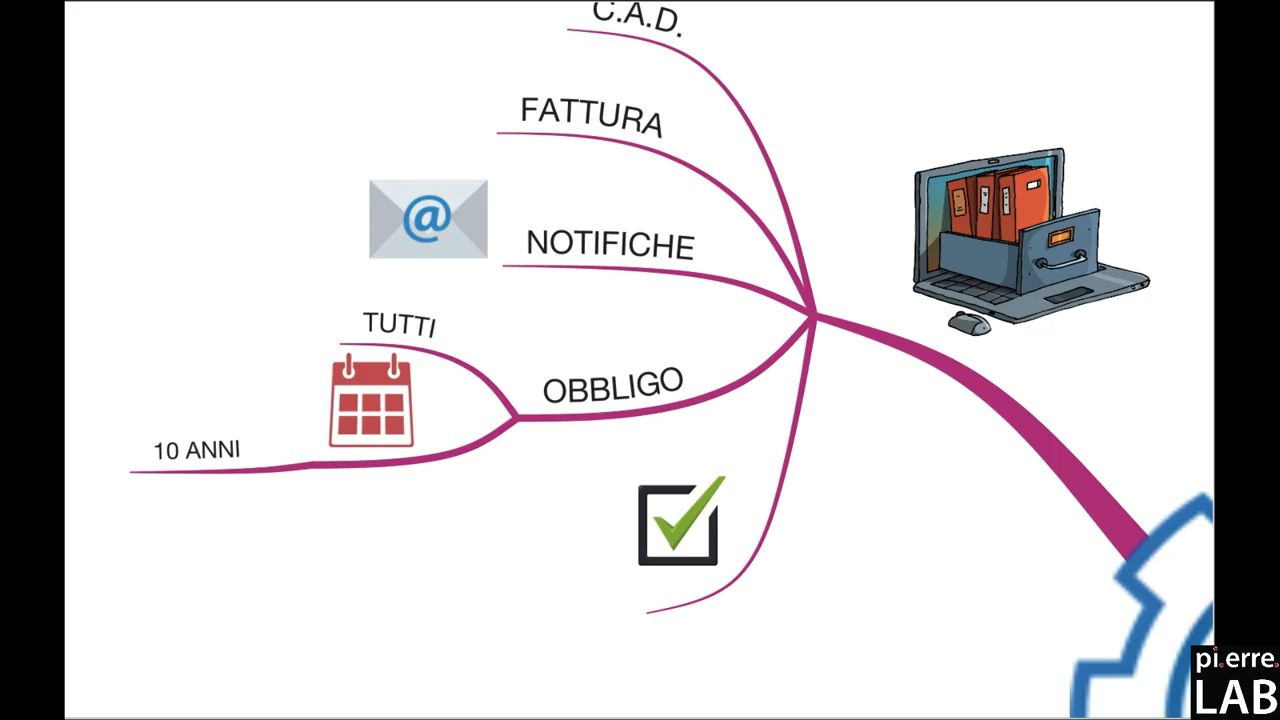 C.A.D.
FATTURA
@
NOTIFICHE
TUTTI
OBBLIGO
10 ANNI
pi.erre.
LAB